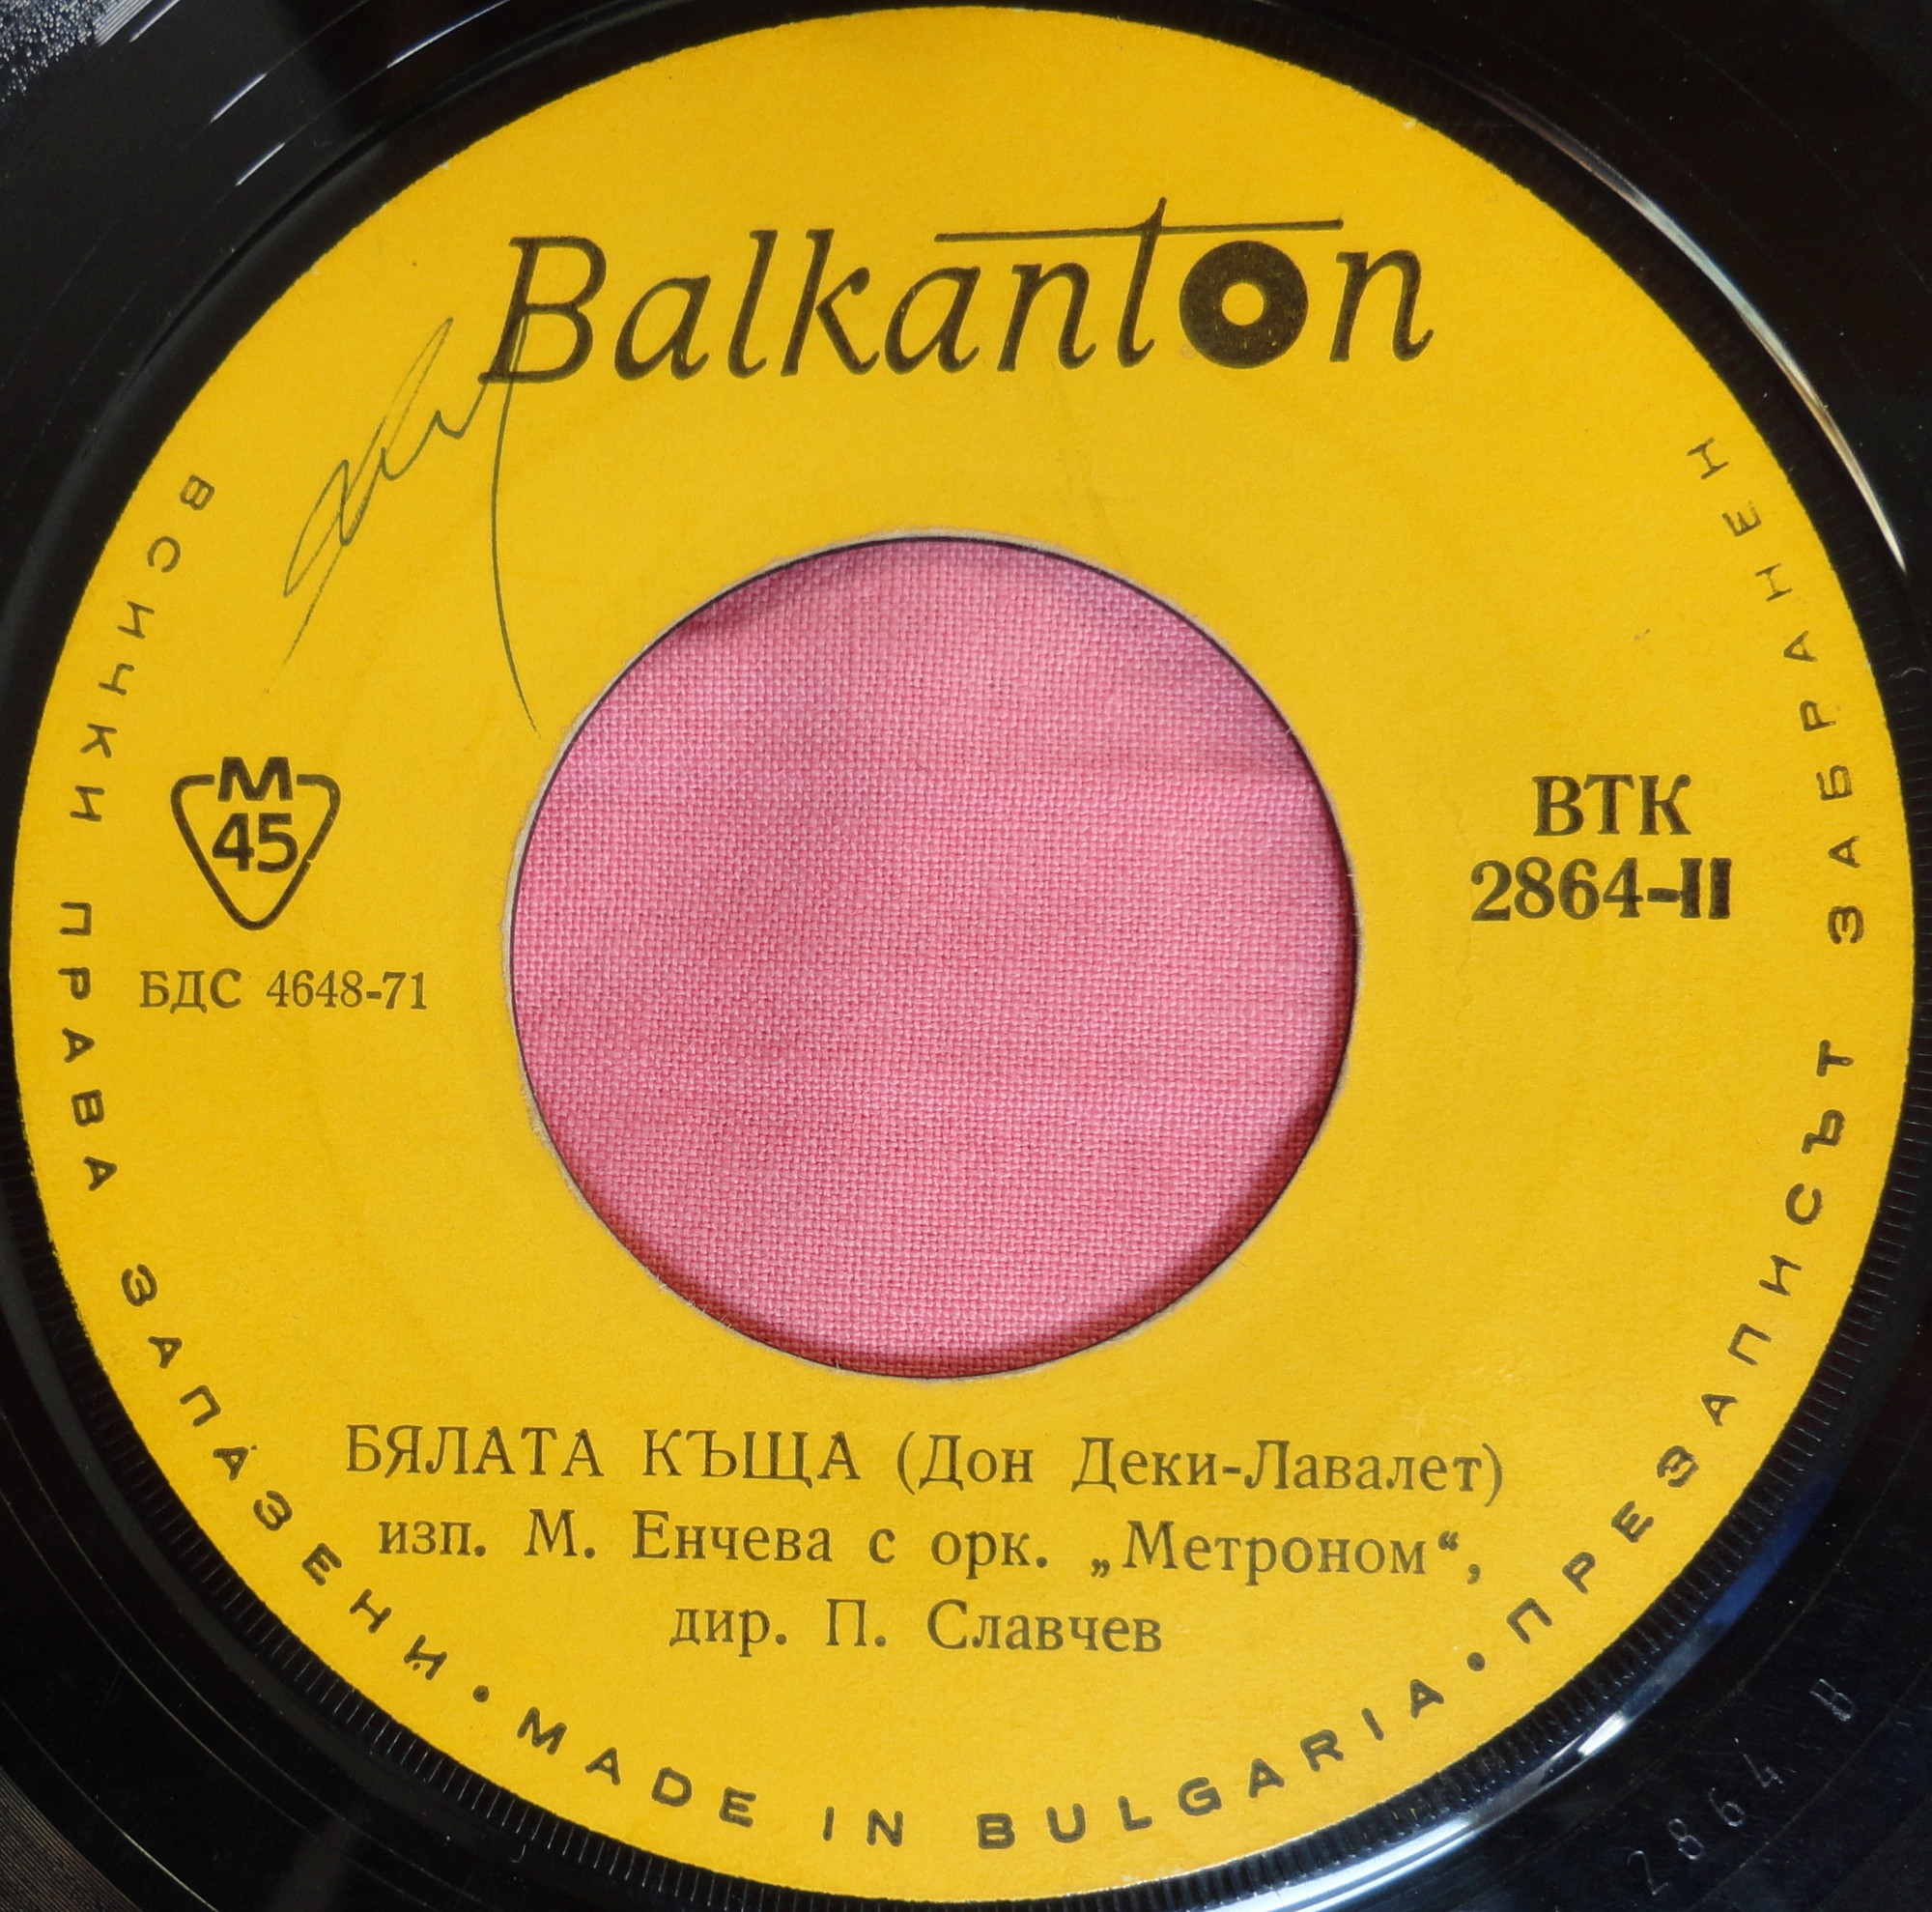 Balkanton
М
45
БДС 4648-71
ВТК
2864-II
БЯЛАТА КЪЩА (Дон Деки-Лавалет)
изп. М. Енчева с орк. „Метроном“,
дир. П. Славчев
ВСИЧКИ ПРАВА ЗАПАЗЕНИ • MADE IN BULGARIA • ПРЕЗАПИСЪТ ЗАБРАНЕН
2864 B